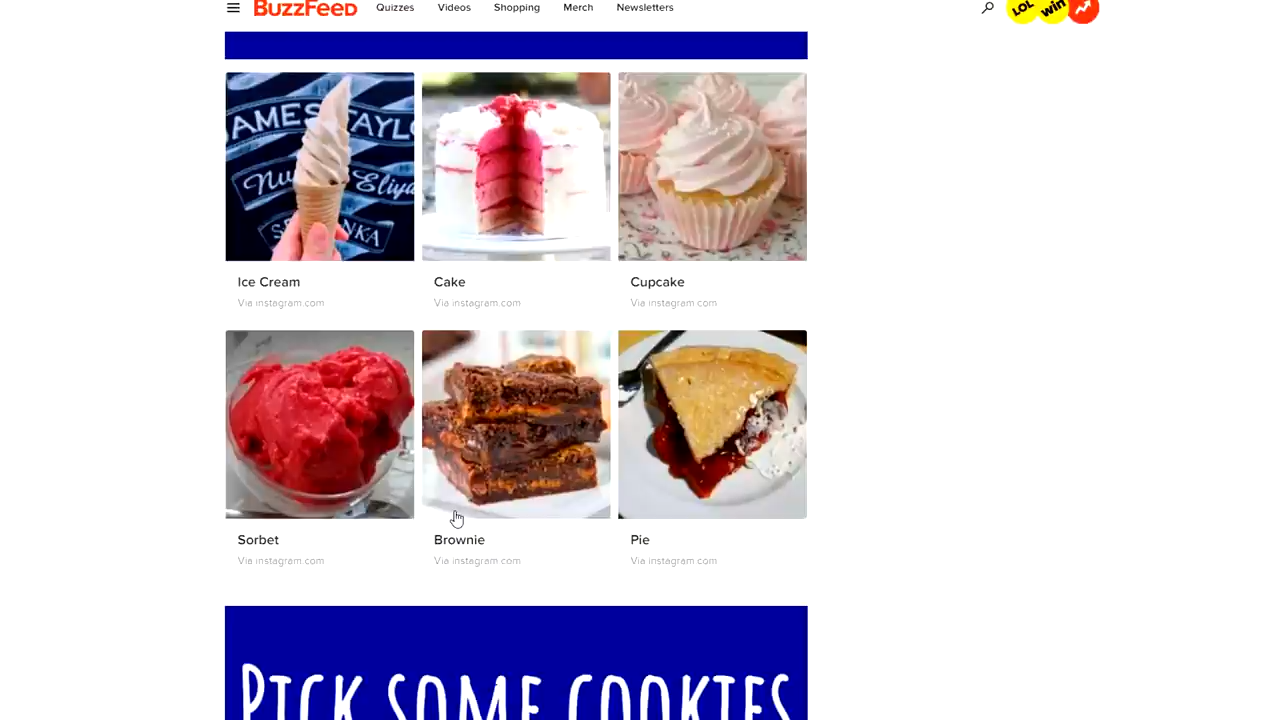 BuzzFeed Quizzes Videos Shopping Merch Newsletters LOL win
Ice Cream Cake Cupcake
Via instagram.com Via instagram.com Via instagram.com
Sorbet Brownie Pie
Via instagram.com Via instagram.com Via instagram.com
PICK SOME COOKIES